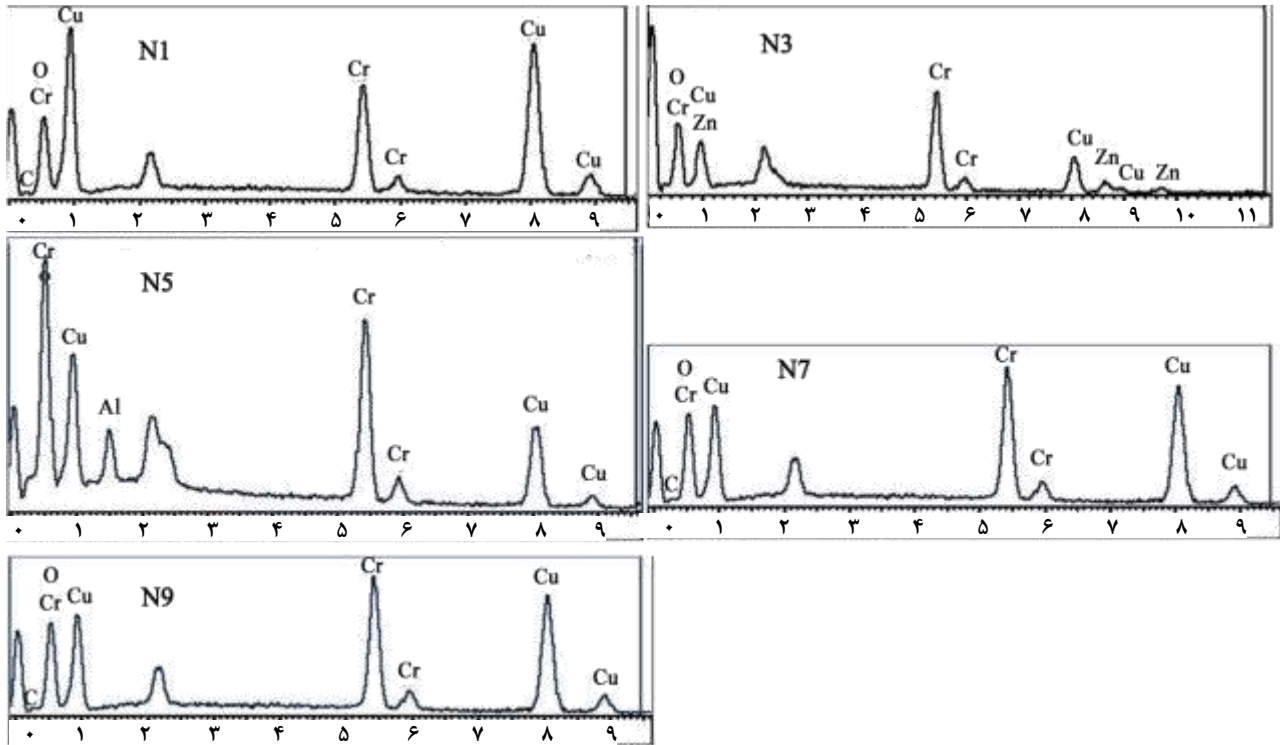 Cu
N1
O
Cr
C
Cr
Cr
Cu
Cu
۰ ۱ ۲ ۳ ۴ ۵ ۶ ۷ ۸ ۹
N3
O
Cr
Cu
Zn
Cr
Cr
Cu
Zn
Cu
Zn
۰ ۱ ۲ ۳ ۴ ۵ ۶ ۷ ۸ ۹ ۱۰ ۱۱
Cr
O
N5
Cu
Al
Cr
Cr
Cu
Cu
۰ ۱ ۲ ۳ ۴ ۵ ۶ ۷ ۸ ۹
N7
O
Cr
Cu
C
Cr
Cr
Cu
Cu
۰ ۱ ۲ ۳ ۴ ۵ ۶ ۷ ۸ ۹
N9
O
Cr
Cu
C
Cr
Cr
Cu
Cu
۰ ۱ ۲ ۳ ۴ ۵ ۶ ۷ ۸ ۹